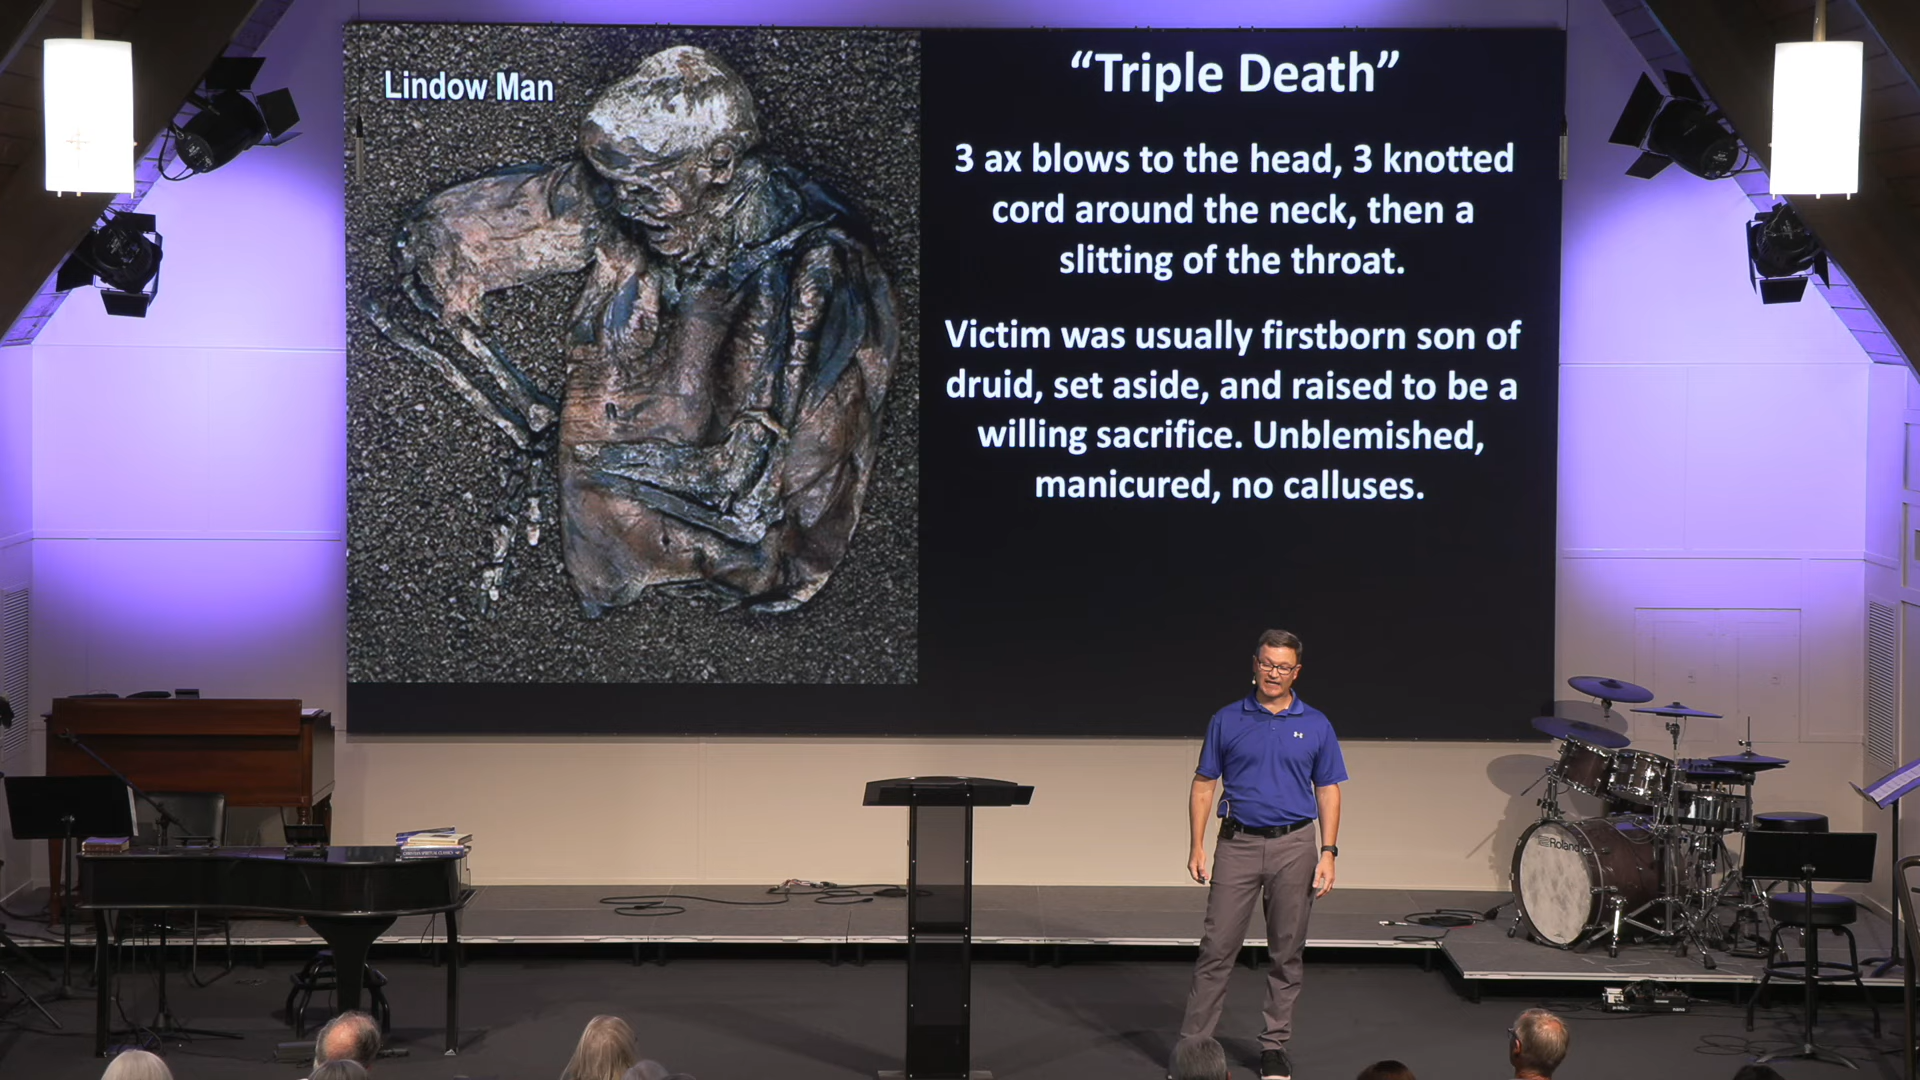 Lindow Man
“Triple Death”
3 ax blows to the head, 3 knotted
cord around the neck, then a
slitting of the throat.
Victim was usually firstborn son of
druid, set aside, and raised to be a
willing sacrifice. Unblemished,
manicured, no calluses.
Roland